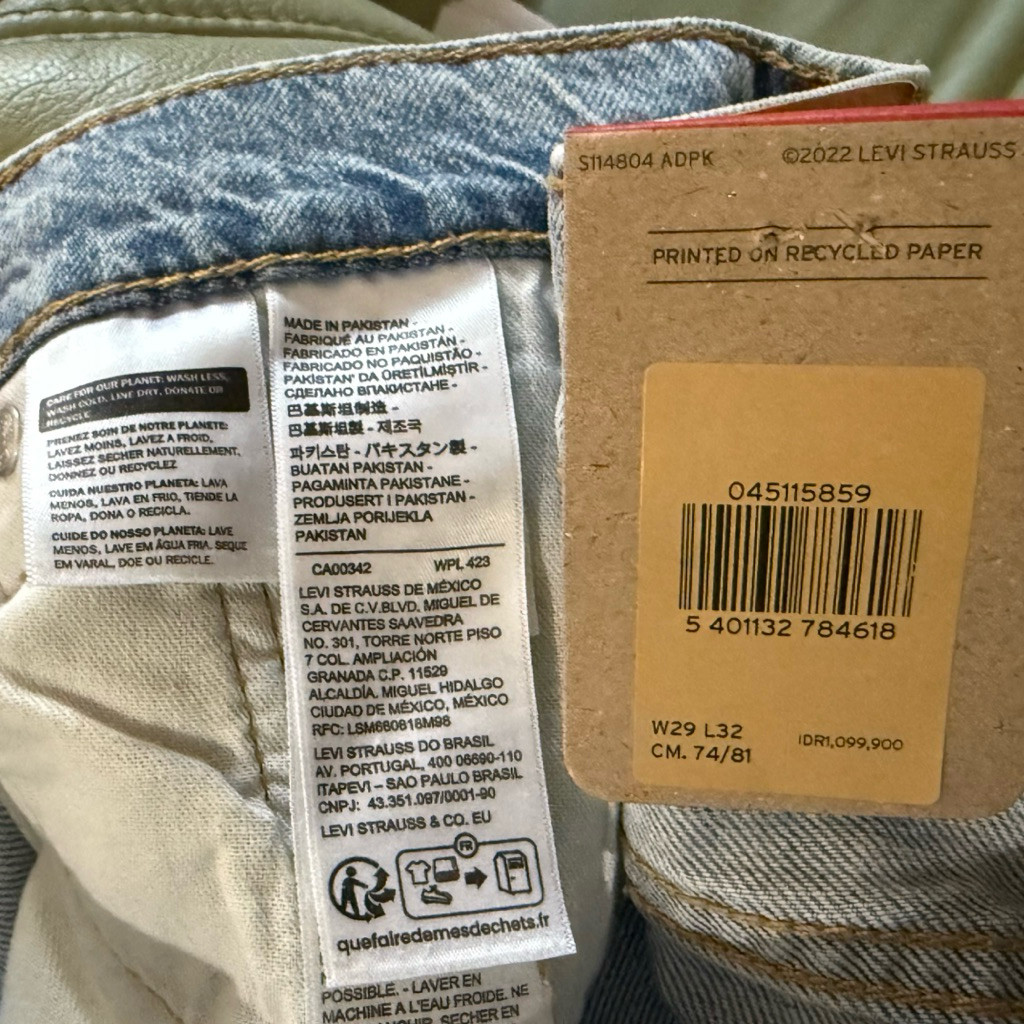 CARE FOR OUR PLANET: WASH LESS,
WASH COLD, LINE DRY, DONATE OR
RECYCLE
PRENEZ SOIN DE NOTRE PLANETE:
LAVEZ MOINS, LAVEZ A FROID,
LAISSEZ SECHER NATURELLEMENT,
DONNEZ OU RECYCLEZ
CUIDA NUESTRO PLANETA: LAVA
MENOS, LAVA EN FRIO, TIENDE LA
ROPA, DONA O RECICLA.
CUIDE DO NOSSO PLANETA: LAVE
MENOS, LAVE EM ÁGUA FRIA. SEQUE
EM VARAL, DOE OU RECICLE.
MADE IN PAKISTAN -
FABRIQUÉ AU PAKISTAN -
FABRICADO EN PAKISTÁN -
FABRICADO NO PAQUISTÃO -
PAKİSTAN' DA ÜRETİLMİŞTİR -
СДЕЛАНО ВПАКИСТАНЕ -
巴基斯坦制造 -
巴基斯坦製 - 제조국
파키스탄 - パキスタン製 -
BUATAN PAKISTAN -
PAGAMINTA PAKISTANE -
PRODUSERT I PAKISTAN -
ZEMLJA PORIJEKLA
PAKISTAN
CA00342 WPL 423
LEVI STRAUSS DE MÉXICO
S.A. DE C.V.BLVD. MIGUEL DE
CERVANTES SAAVEDRA
NO. 301, TORRE NORTE PISO
7 COL. AMPLIACIÓN
GRANADA C.P. 11529
ALCALDÍA. MIGUEL HIDALGO
CIUDAD DE MÉXICO, MÉXICO
RFC: LSM660618M98
LEVI STRAUSS DO BRASIL
AV. PORTUGAL, 400 06690-110
ITAPEVI – SAO PAULO BRASIL
CNPJ: 43.351.097/0001-90
LEVI STRAUSS & CO. EU
FR
quefairedemesdechets.fr
POSSIBLE. - LAVER EN
MACHINE A L'EAU FROIDE. NE
SECHER EN
S114804 ADPK ©2022 LEVI STRAUSS
PRINTED ON RECYCLED PAPER
045115859
5 401132 784618
W29 L32 IDR1,099,900
CM. 74/81